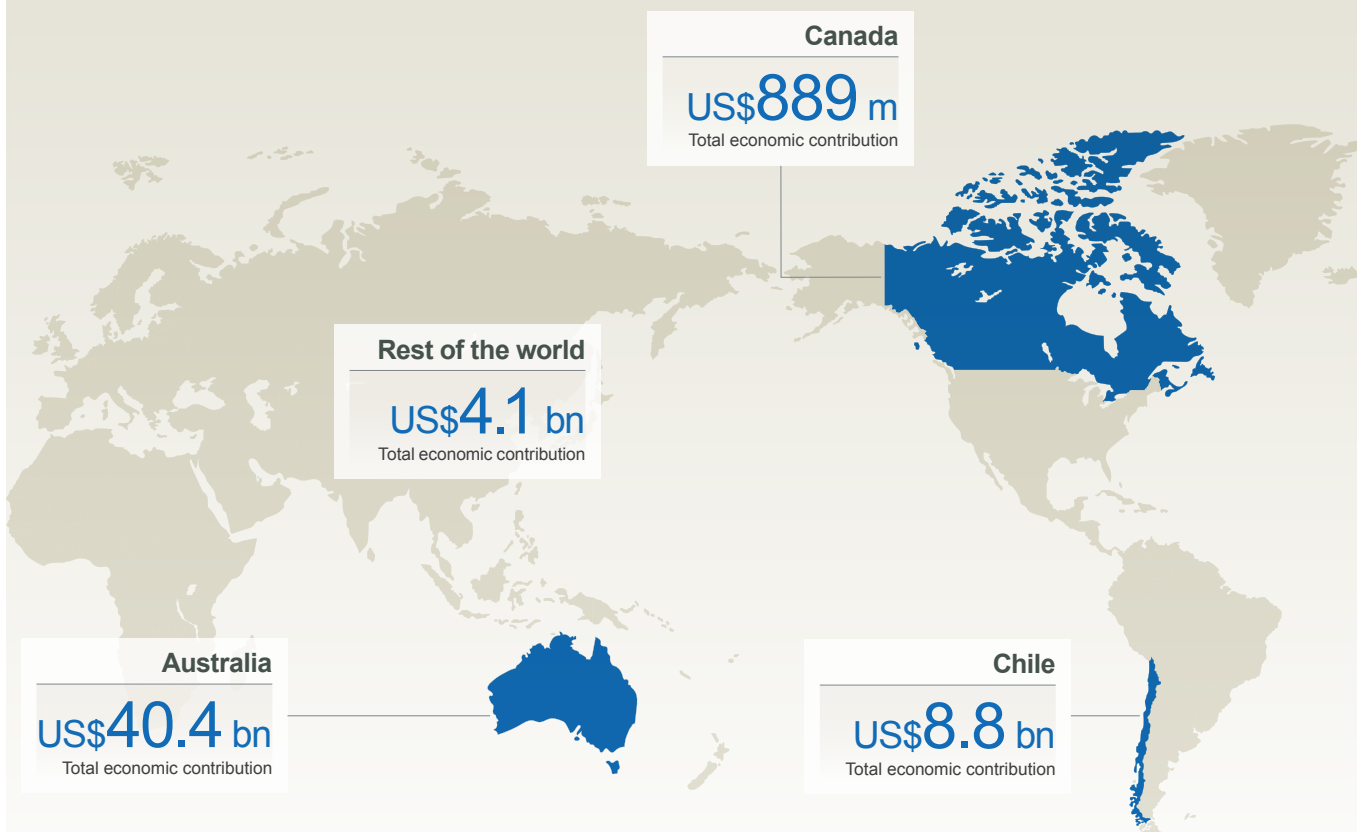 Canada
US$889 m
Total economic contribution
Rest of the world
US$4.1 bn
Total economic contribution
Australia
US$40.4 bn
Total economic contribution
Chile
US$8.8 bn
Total economic contribution